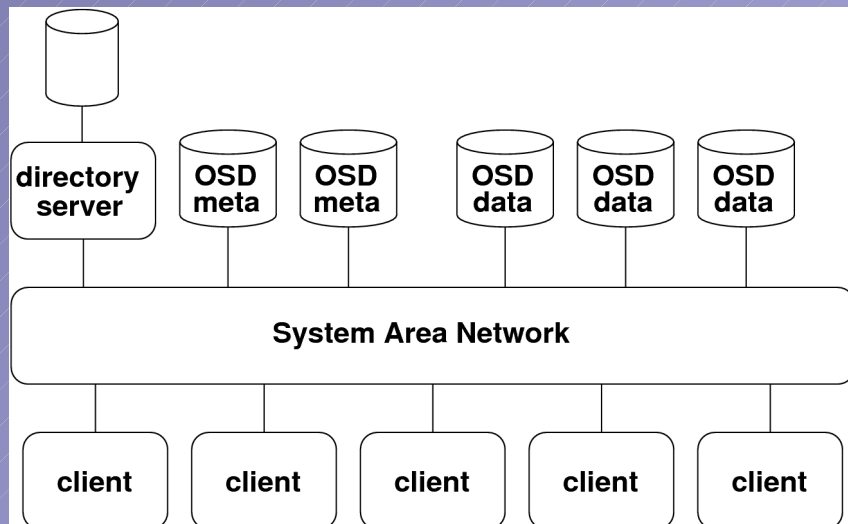 directory
server
OSD
meta
OSD
meta
OSD
data
OSD
data
OSD
data
System Area Network
client
client
client
client
client